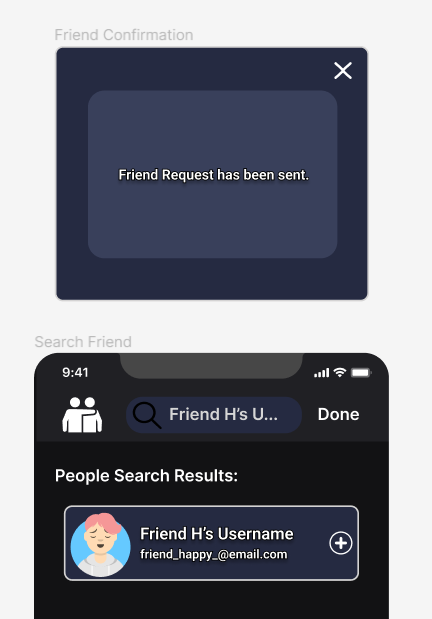 Friend Confirmation
Friend Request has been sent.
Search Friend
9:41
Friend H's U...
Done
People Search Results:
Friend H's Username
friend_happy_@email.com